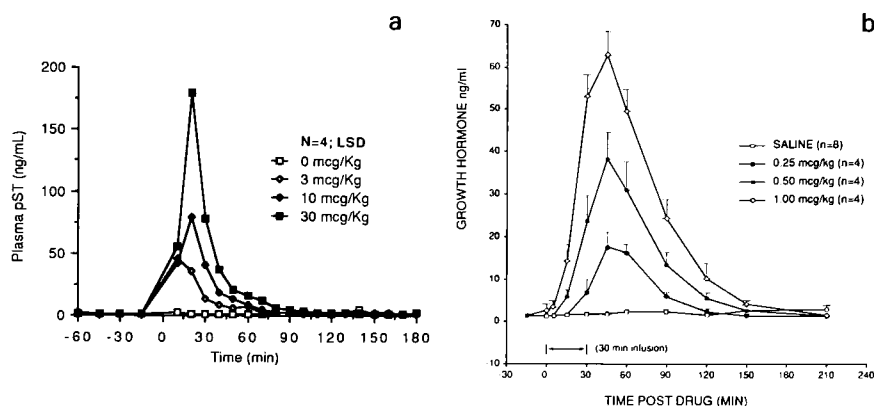 a
Plasma pST (ng/mL)
200
150
100
50
0
-60
-30
0
30
60
90
120
150
180
Time (min)
N=4; LSD
0 mcg/Kg
3 mcg/Kg
10 mcg/Kg
30 mcg/Kg
b
GROWTH HORMONE ng/ml
70
60
50
40
30
20
10
0
-10
30
0
30
60
90
120
150
180
210
240
TIME POST DRUG (MIN)
(30 min infusion)
SALINE (n=8)
0.25 mcg/kg (n=4)
0.50 mcg/kg (n=4)
1.00 mcg/kg (n=4)